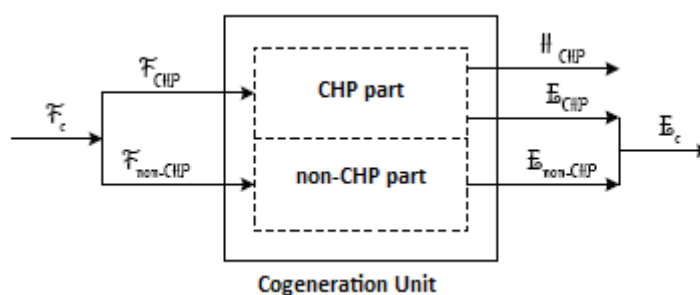 H_CHP
F_CHP
CHP part
E_CHP
F_c
E_c
F_non-CHP
non-CHP part
E_non-CHP
Cogeneration Unit